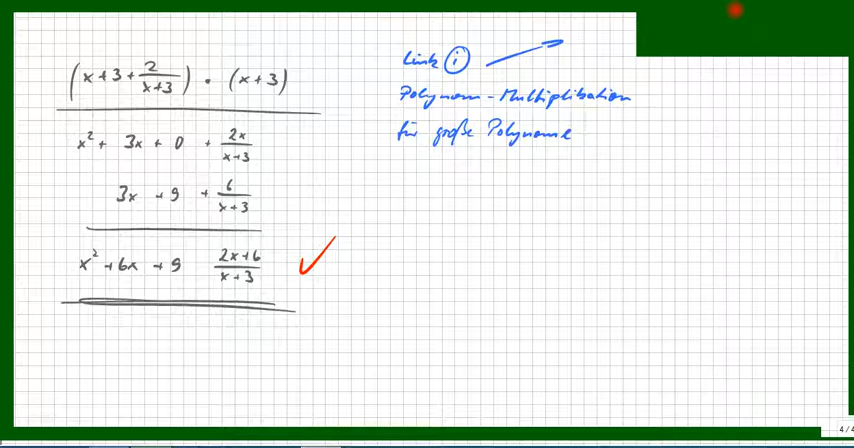 (x+3+2/(x+3)) · (x+3)
x² + 3x + 0 + 2x/(x+3)
3x + 9 + 6/(x+3)
x² + 6x + 9 (2x+6)/(x+3) ✓
Link ⓘ
Polynom-Multiplikation
für große Polynome
4/4